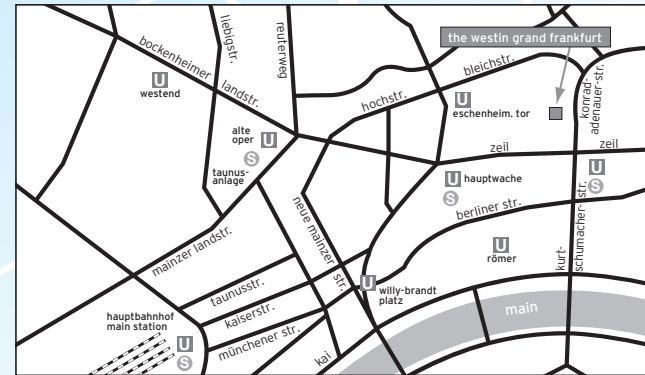 the westin grand frankfurt
bockenheimer
landstr.
liebigstr.
reuterweg
bleichstr.
hochstr.
konrad-
adenauer-str.
U
westend
U
eschenheim. tor
alte
oper
U
S
taunus-
anlage
zeil
zeil
U
S
U
hauptwache
S
berliner str.
neue mainzer
str.
mainzer landstr.
U
römer
kurt-
schumacher-str.
taunusstr.
U
willy-brandt
platz
hauptbahnhof
main station
kaiserstr.
main
U
S
münchener str.
kai